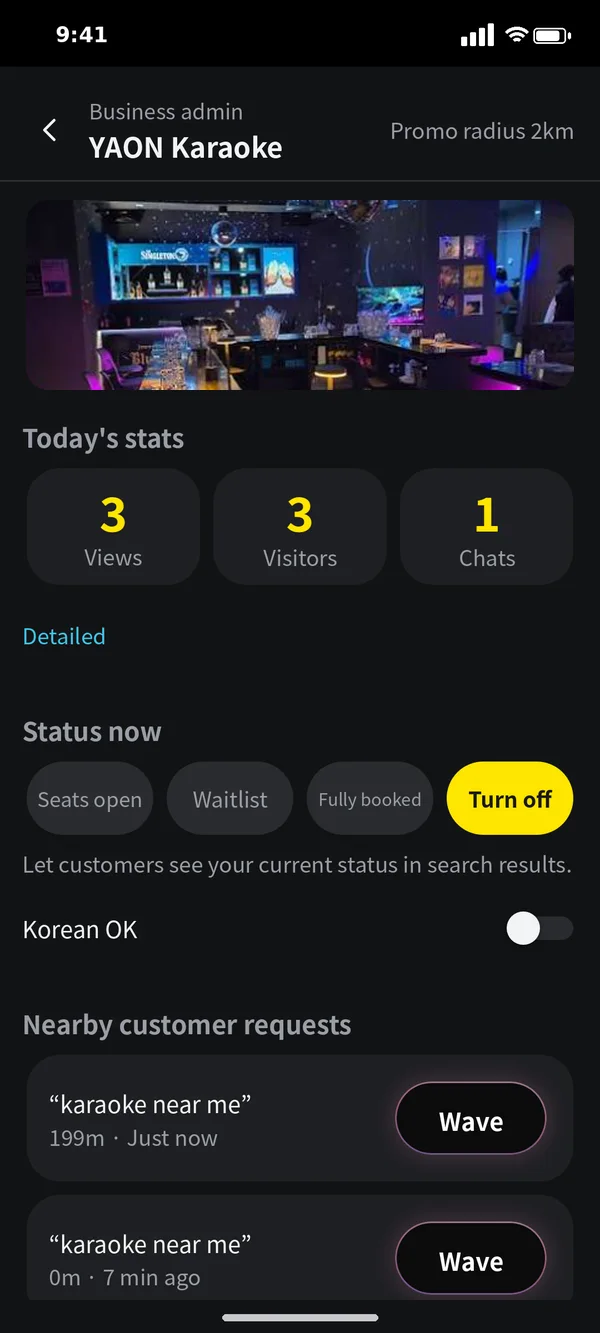 9:41
Business admin
YAON Karaoke
Promo radius 2km
SINGLETON
Today's stats
3
Views
3
Visitors
1
Chats
Detailed
Status now
Seats open
Waitlist
Fully booked
Turn off
Let customers see your current status in search results.
Korean OK
Nearby customer requests
“karaoke near me”
199m · Just now
Wave
“karaoke near me”
0m · 7 min ago
Wave